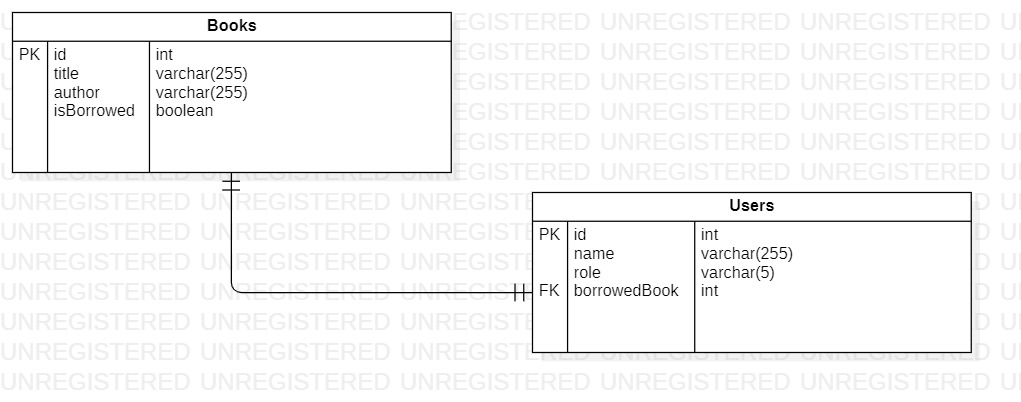 Books
PK id int
title varchar(255)
author varchar(255)
isBorrowed boolean
Users
PK id int
name varchar(255)
role varchar(5)
FK borrowedBook int
UNREGISTERED UNREGISTERED UNREGISTERED UNREGISTERED UNREGISTERED